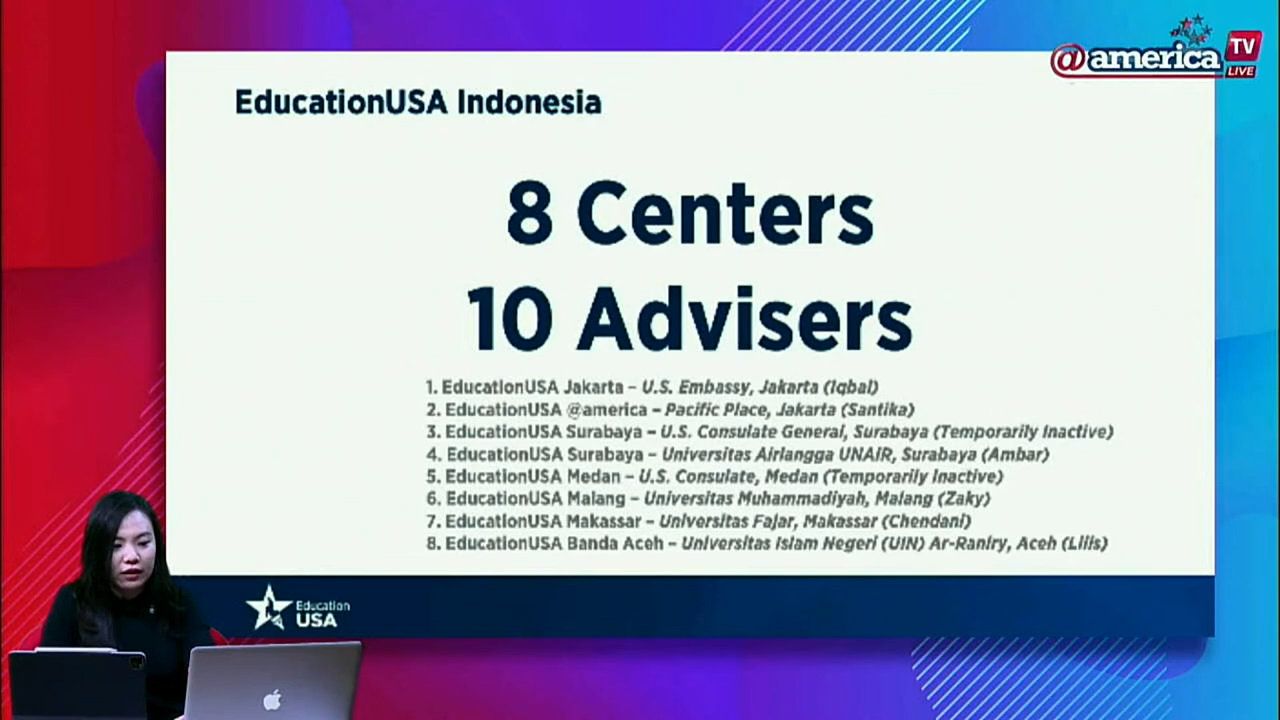 @america TV
LIVE
EducationUSA Indonesia
8 Centers
10 Advisers
1. EducationUSA Jakarta – U.S. Embassy, Jakarta (Iqbal)
2. EducationUSA @america – Pacific Place, Jakarta (Santika)
3. EducationUSA Surabaya – U.S. Consulate General, Surabaya (Temporarily Inactive)
4. EducationUSA Surabaya – Universitas Airlangga UNAIR, Surabaya (Ambar)
5. EducationUSA Medan – U.S. Consulate, Medan (Temporarily Inactive)
6. EducationUSA Malang – Universitas Muhammadiyah, Malang (Zaky)
7. EducationUSA Makassar – Universitas Fajar, Makassar (Chendani)
8. EducationUSA Banda Aceh – Universitas Islam Negeri (UIN) Ar-Raniry, Aceh (Lilis)
Education
USA